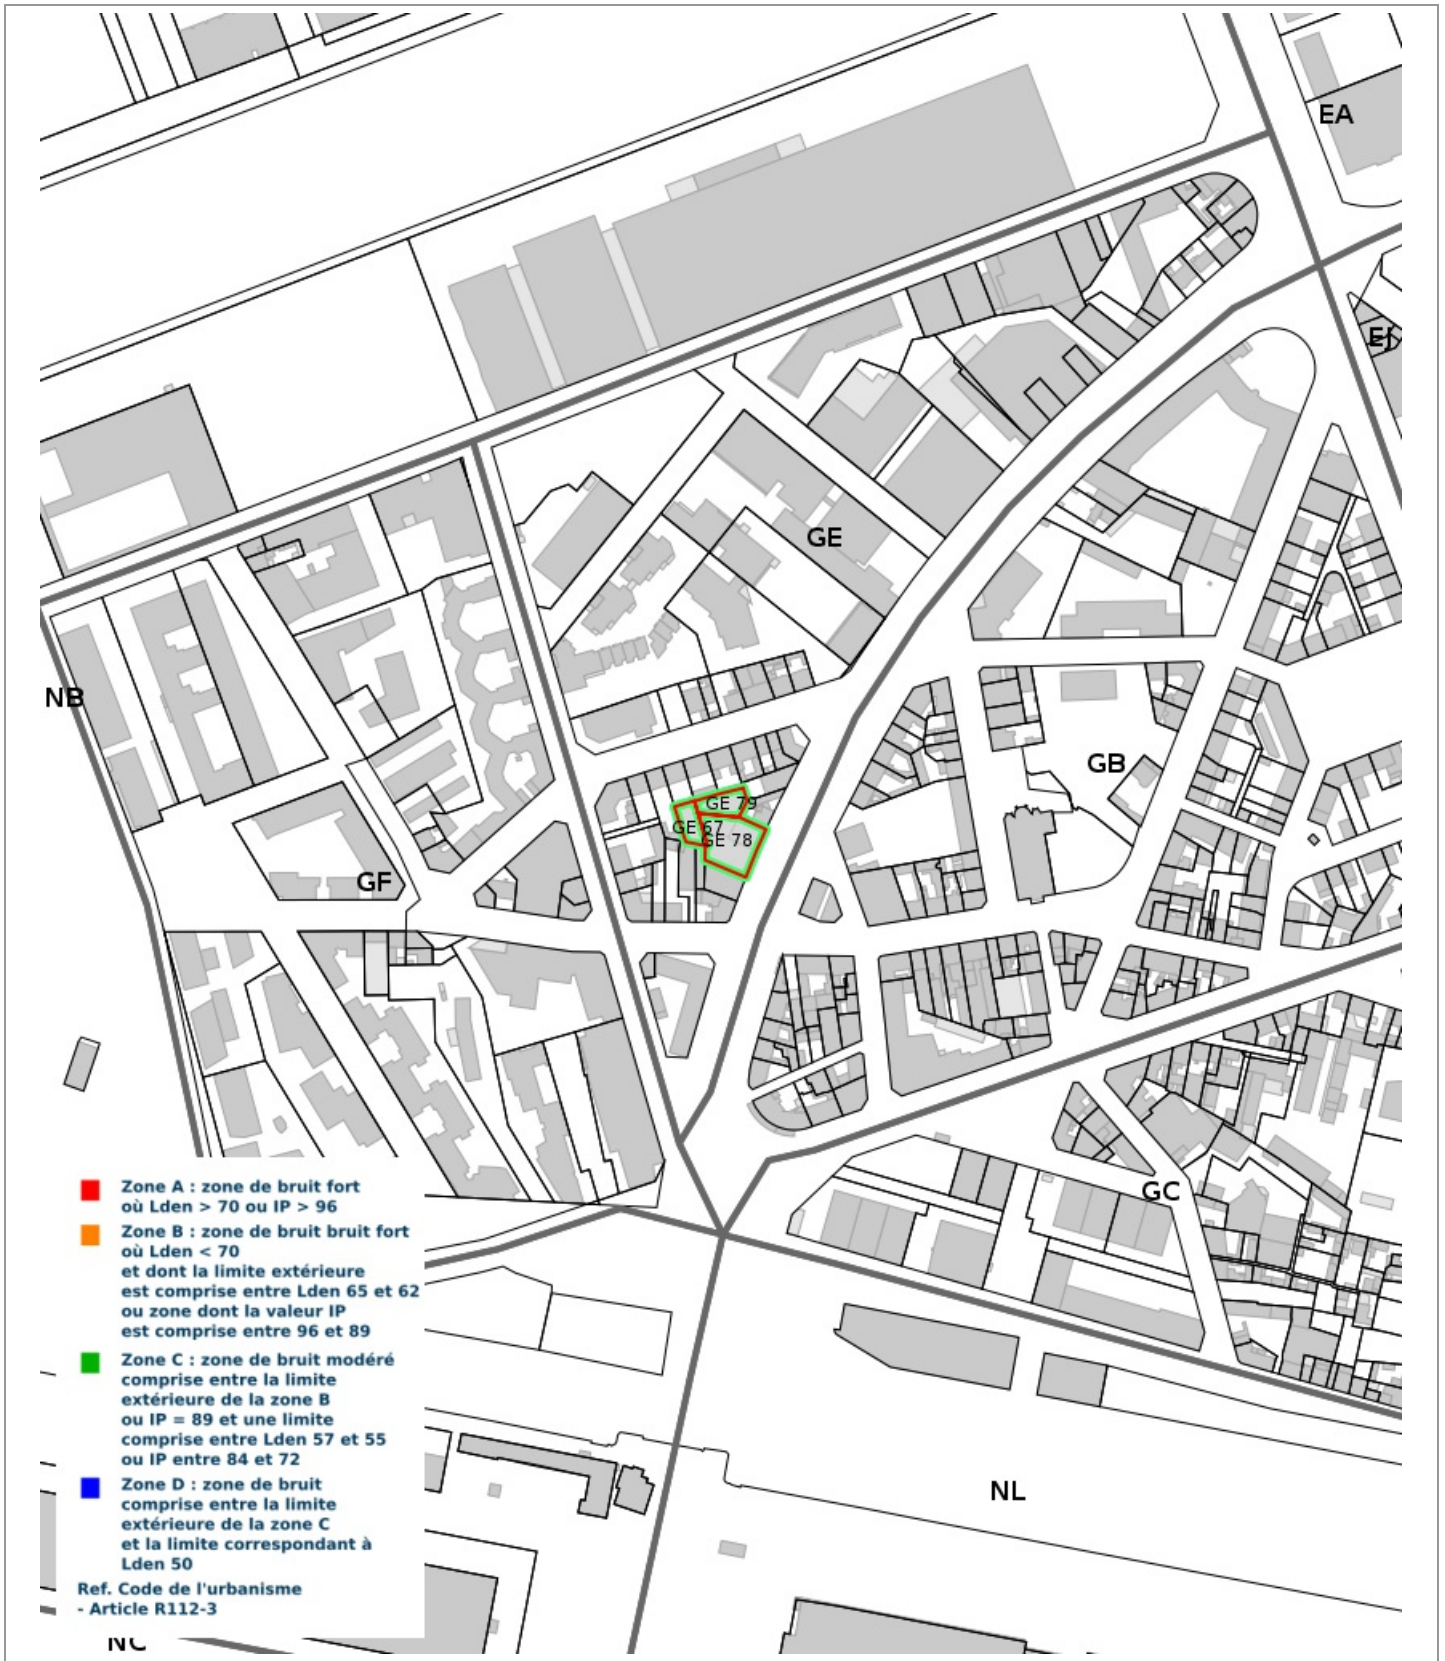 EA
EJ
GE
NB
GB
GE 79
GE 67
GE 78
GF
GC
Zone A : zone de bruit fort
où Lden > 70 ou IP > 96
Zone B : zone de bruit bruit fort
où Lden < 70
et dont la limite extérieure
est comprise entre Lden 65 et 62
ou zone dont la valeur IP
est comprise entre 96 et 89
Zone C : zone de bruit modéré
comprise entre la limite
extérieure de la zone B
ou IP = 89 et une limite
comprise entre Lden 57 et 55
ou IP entre 84 et 72
Zone D : zone de bruit
comprise entre la limite
extérieure de la zone C
et la limite correspondant à
Lden 50
Ref. Code de l'urbanisme
- Article R112-3
NL
NC